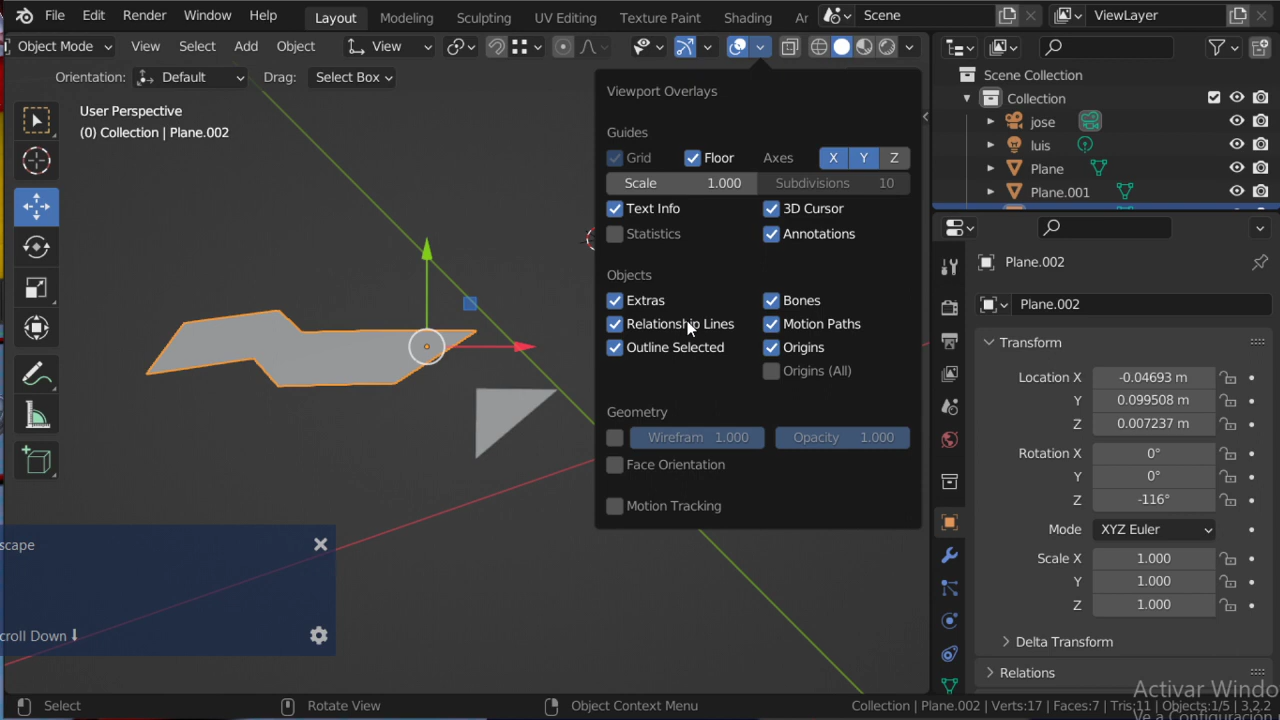 File Edit Render Window Help Layout Modeling Sculpting UV Editing Texture Paint Shading Ar Scene ViewLayer
Object Mode View Select Add Object View
Orientation: Default Drag: Select Box
User Perspective
(0) Collection | Plane.002
Viewport Overlays
Guides
Grid Floor Axes X Y Z
Scale 1.000 Subdivisions 10
Text Info 3D Cursor
Statistics Annotations
Objects
Extras Bones
Relationship Lines Motion Paths
Outline Selected Origins
Origins (All)
Geometry
Wirefram 1.000 Opacity 1.000
Face Orientation
Motion Tracking
Scene Collection
Collection
jose
luis
Plane
Plane.001
Plane.002
Plane.002
Transform
Location X -0.04693 m
Y 0.099508 m
Z 0.007237 m
Rotation X 0°
Y 0°
Z -116°
Mode XYZ Euler
Scale X 1.000
Y 1.000
Z 1.000
Delta Transform
Relations
scape
croll Down
Select Rotate View Object Context Menu Collection | Plane.002 | Verts:17 | Faces:7 | Tris:11 | Objects:1/5 | 3.2.2
Activar Windo
Ve a Configuración